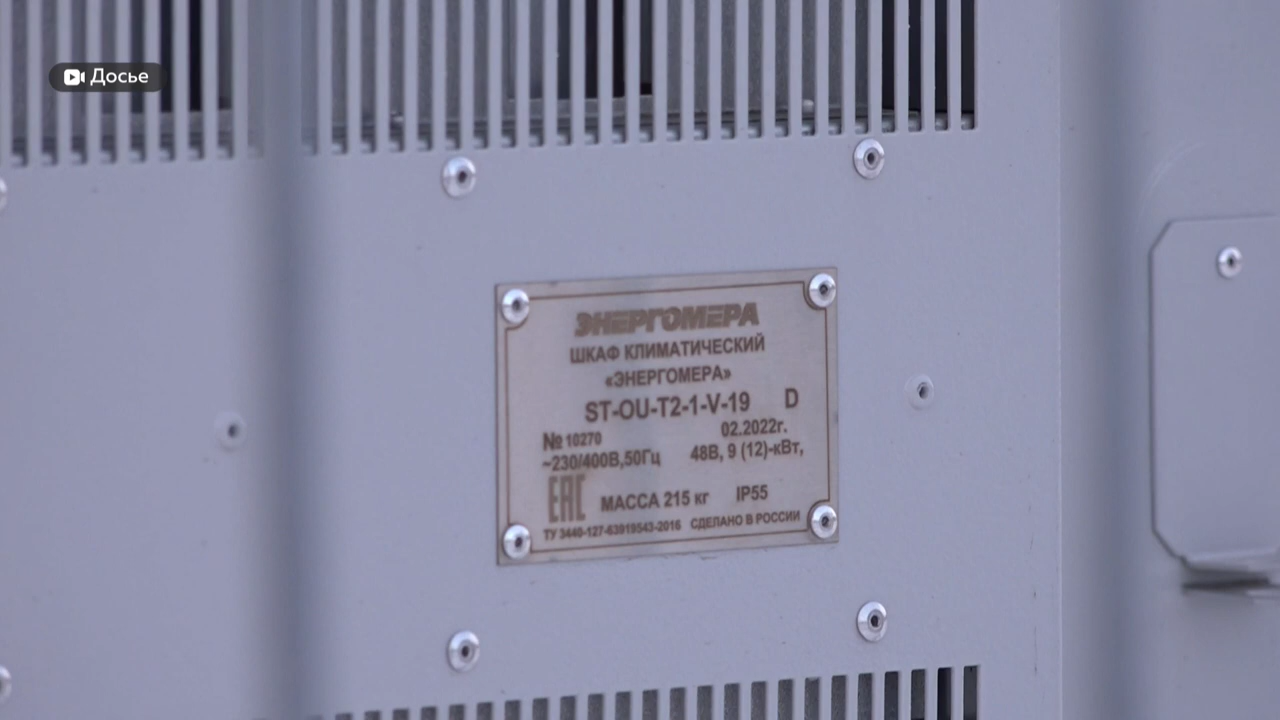 Досье
ЭНЕРГОМЕРА
ШКАФ КЛИМАТИЧЕСКИЙ
«ЭНЕРГОМЕРА»
ST-OU-T2-1-V-19 D
№ 10270 02.2022г.
~230/400В,50Гц 48В, 9 (12)-кВт,
ЕАС МАССА 215 кг IP55
ТУ 3440-127-63919543-2016 СДЕЛАНО В РОССИИ